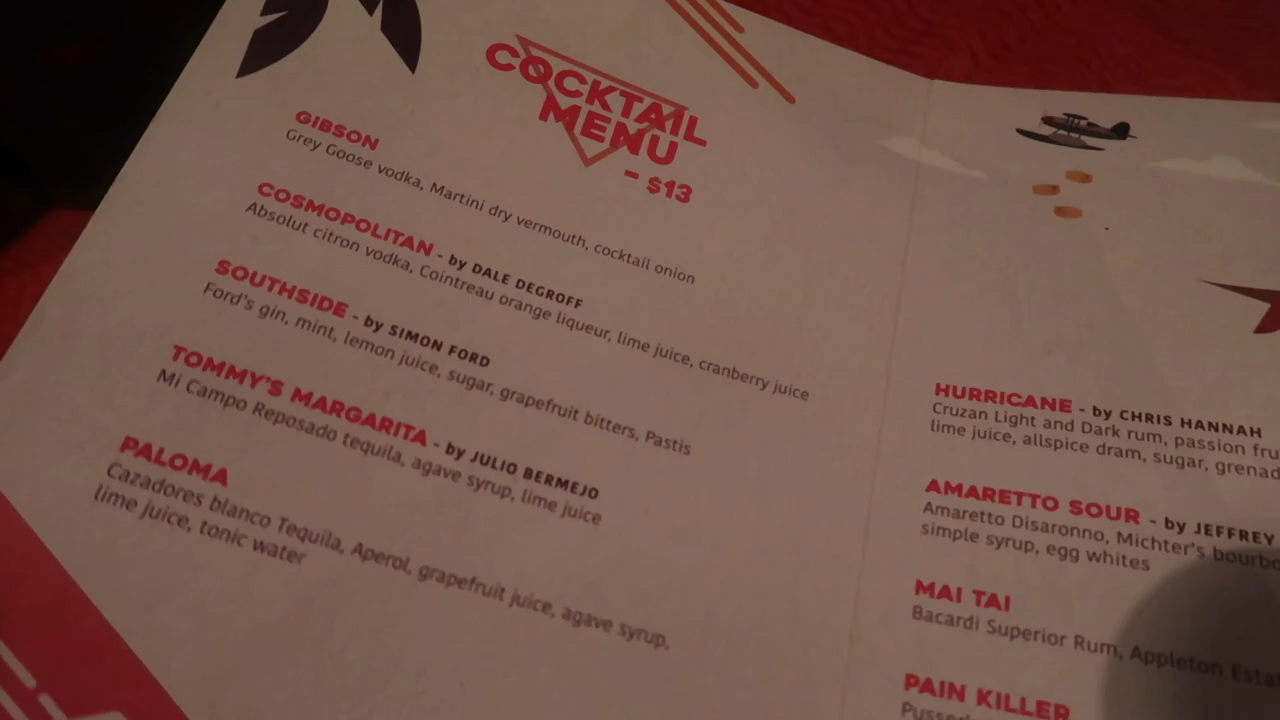 COCKTAIL
MENU
- $13
GIBSON
Grey Goose vodka, Martini dry vermouth, cocktail onion
COSMOPOLITAN - by DALE DEGROFF
Absolut citron vodka, Cointreau orange liqueur, lime juice, cranberry juice
SOUTHSIDE - by SIMON FORD
Ford's gin, mint, lemon juice, sugar, grapefruit bitters, Pastis
TOMMY'S MARGARITA - by JULIO BERMEJO
Mi Campo Reposado tequila, agave syrup, lime juice
PALOMA
Cazadores blanco Tequila, Aperol, grapefruit juice, agave syrup,
lime juice, tonic water
HURRICANE - by CHRIS HANNAH
Cruzan Light and Dark rum, passion fru
lime juice, allspice dram, sugar, grenad
AMARETTO SOUR - by JEFFREY
Amaretto Disaronno, Michter's bourbo
simple syrup, egg whites
MAI TAI
Bacardi Superior Rum, Appleton Esta
PAIN KILLER